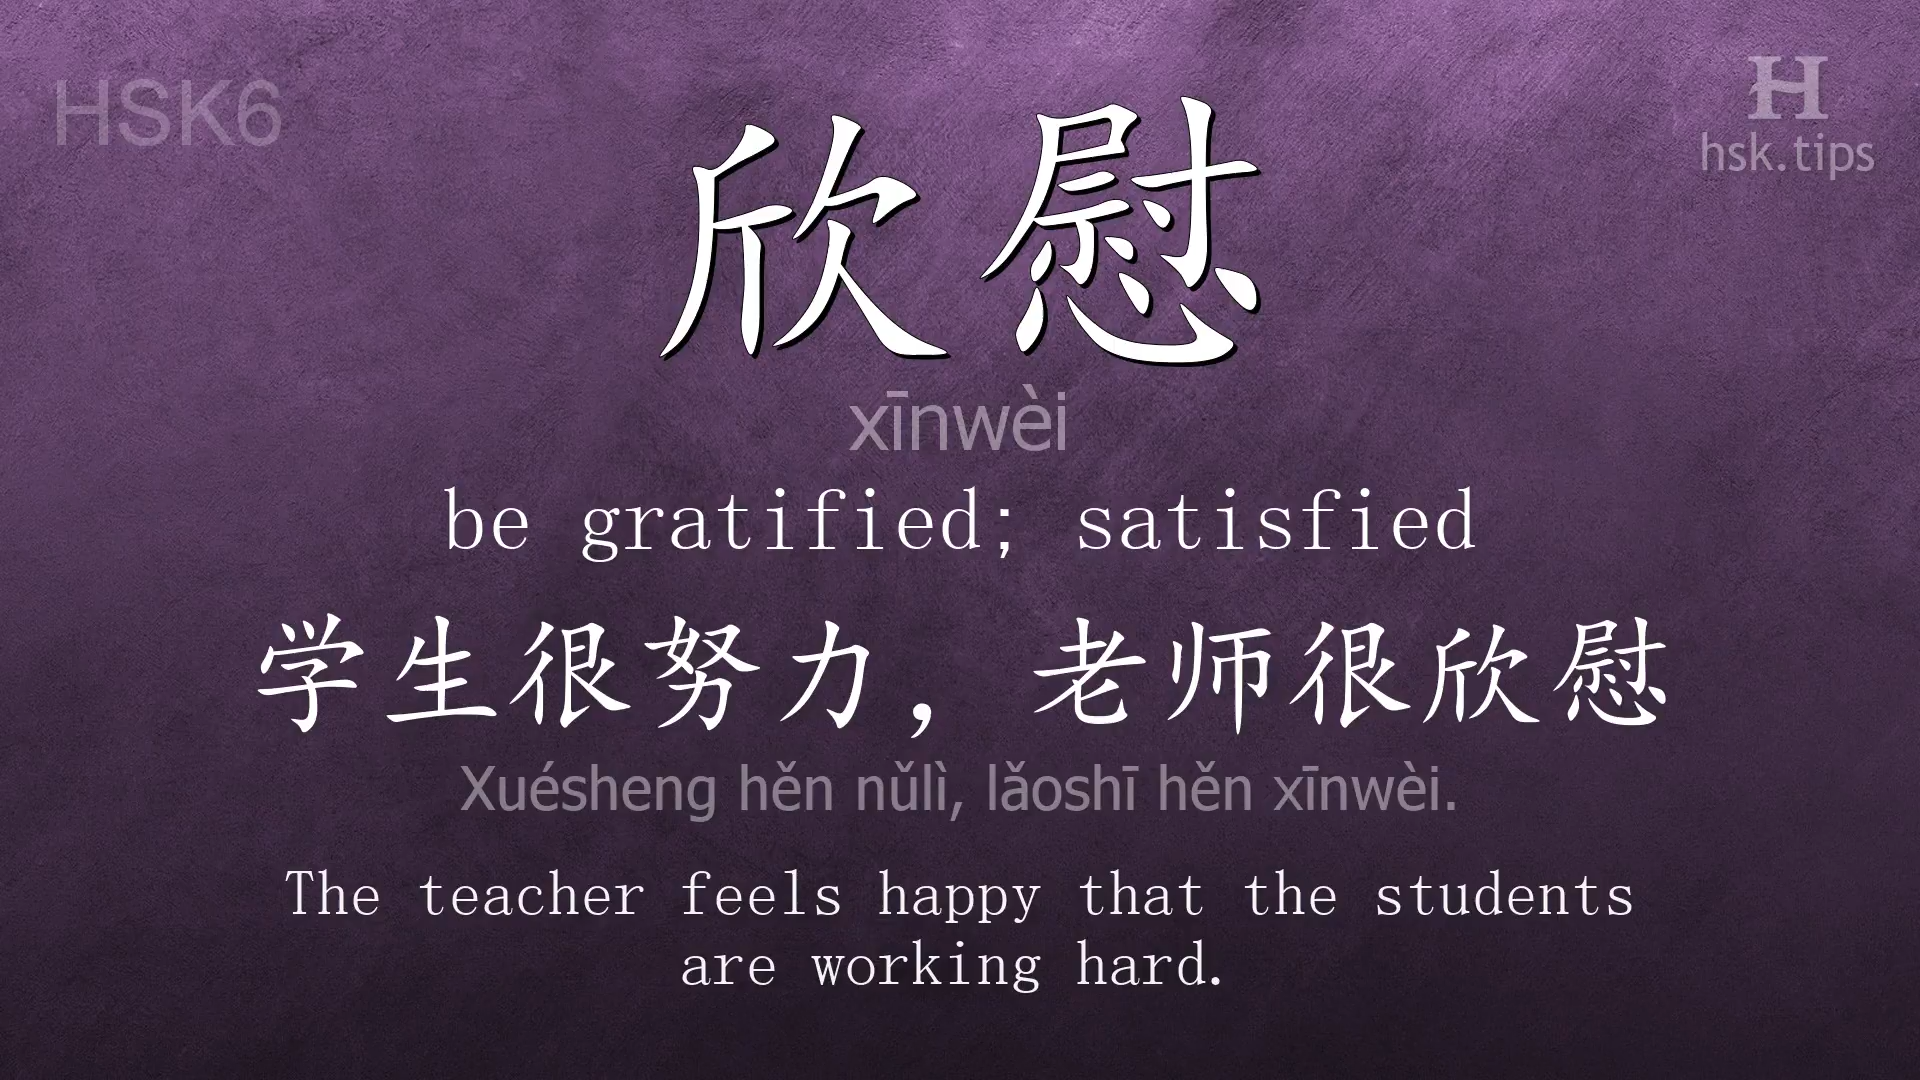 HSK6
H
hsk.tips
欣慰
xīnwèi
be gratified; satisfied
学生很努力，老师很欣慰
Xuésheng hěn nǔlì, lǎoshī hěn xīnwèi.
The teacher feels happy that the students
are working hard.